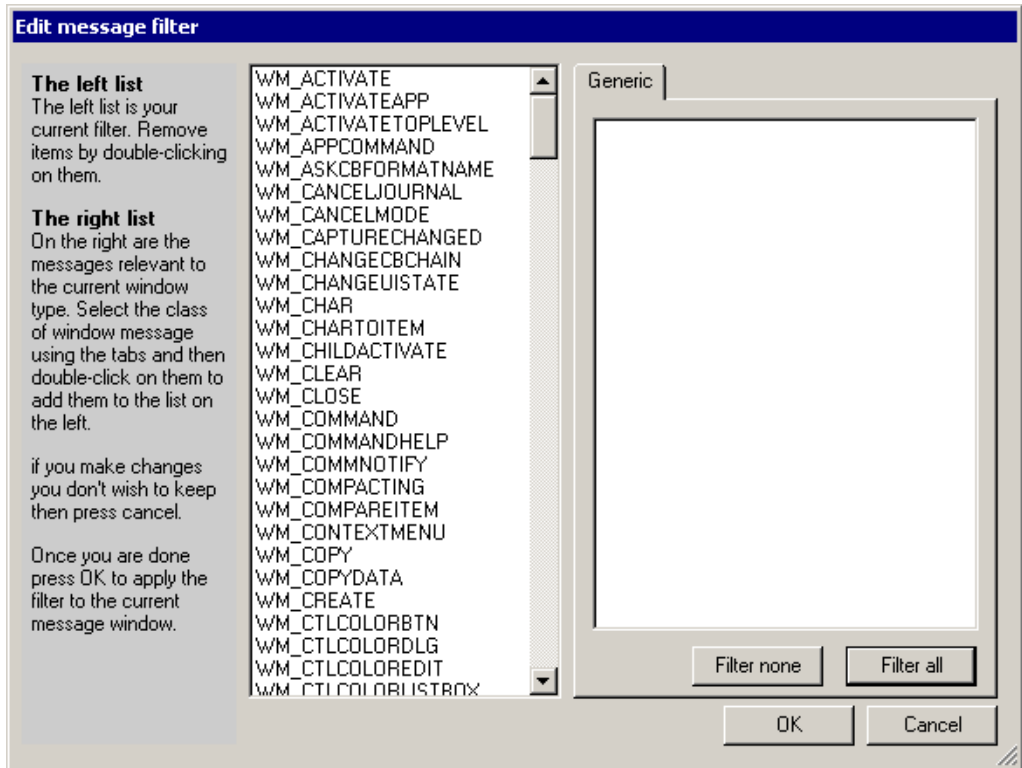 Edit message filter
The left list
The left list is your
current filter. Remove
items by double-clicking
on them.
The right list
On the right are the
messages relevant to
the current window
type. Select the class
of window message
using the tabs and then
double-click on them to
add them to the list on
the left.
if you make changes
you don't wish to keep
then press cancel.
Once you are done
press OK to apply the
filter to the current
message window.
WM_ACTIVATE
WM_ACTIVATEAPP
WM_ACTIVATETOPLEVEL
WM_APPCOMMAND
WM_ASKCBFORMATNAME
WM_CANCELJOURNAL
WM_CANCELMODE
WM_CAPTURECHANGED
WM_CHANGECBCHAIN
WM_CHANGEUISTATE
WM_CHAR
WM_CHARTOITEM
WM_CHILDACTIVATE
WM_CLEAR
WM_CLOSE
WM_COMMAND
WM_COMMANDHELP
WM_COMMNOTIFY
WM_COMPACTING
WM_COMPAREITEM
WM_CONTEXTMENU
WM_COPY
WM_COPYDATA
WM_CREATE
WM_CTLCOLORBTN
WM_CTLCOLORDLG
WM_CTLCOLOREDIT
WM_CTLCOLORLISTBOX
Generic
Filter none
Filter all
OK
Cancel